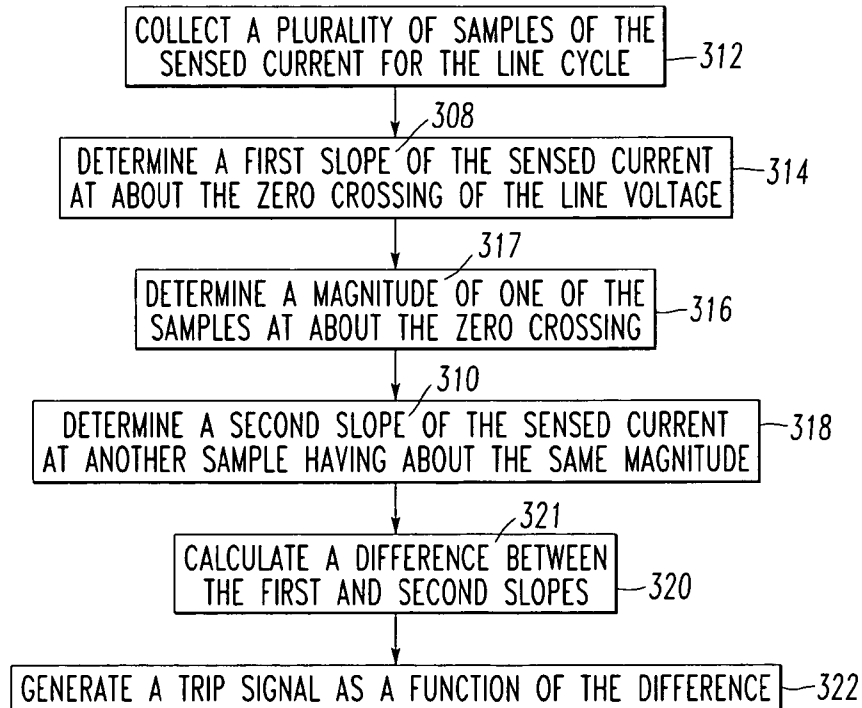 COLLECT A PLURALITY OF SAMPLES OF THE
SENSED CURRENT FOR THE LINE CYCLE
312
308
DETERMINE A FIRST SLOPE OF THE SENSED CURRENT
AT ABOUT THE ZERO CROSSING OF THE LINE VOLTAGE
314
317
DETERMINE A MAGNITUDE OF ONE OF THE
SAMPLES AT ABOUT THE ZERO CROSSING
316
310
DETERMINE A SECOND SLOPE OF THE SENSED CURRENT
AT ANOTHER SAMPLE HAVING ABOUT THE SAME MAGNITUDE
318
321
CALCULATE A DIFFERENCE BETWEEN
THE FIRST AND SECOND SLOPES
320
GENERATE A TRIP SIGNAL AS A FUNCTION OF THE DIFFERENCE
322